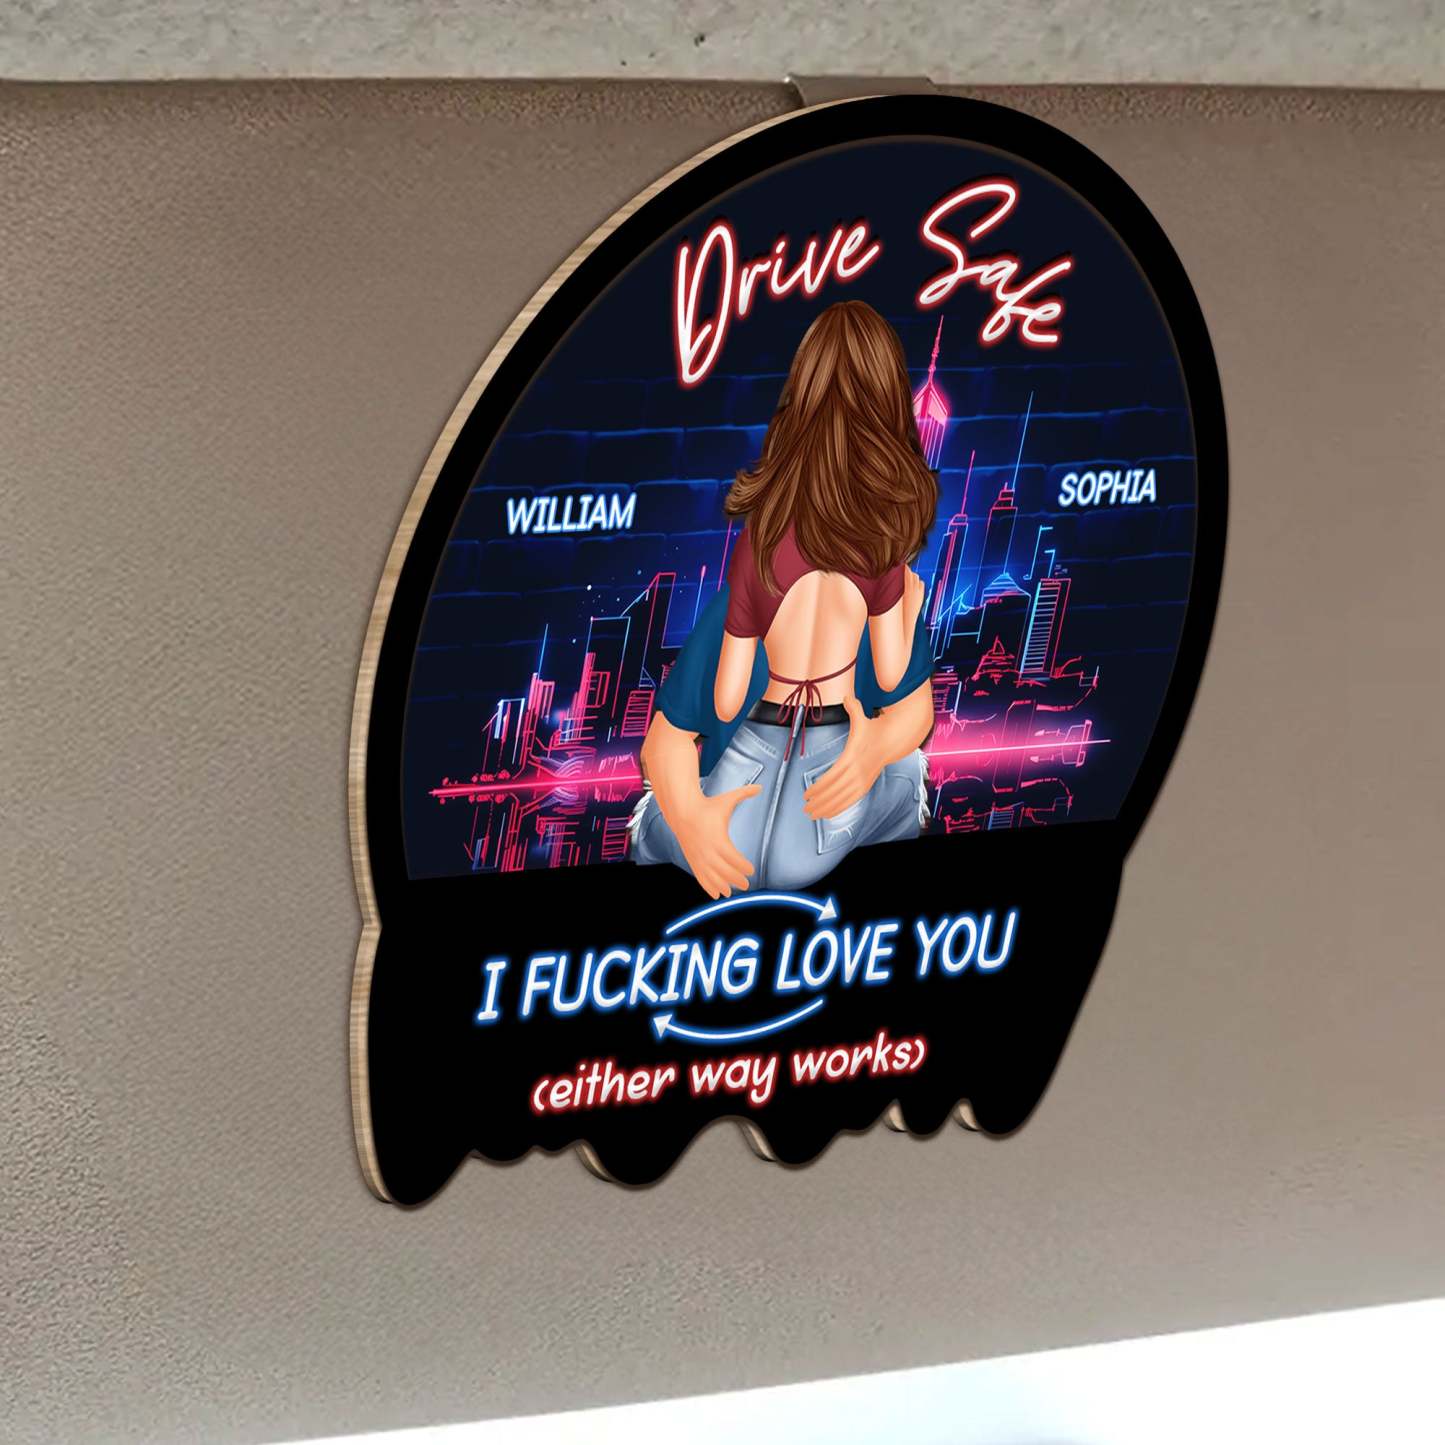 Drive Safe
WILLIAM
SOPHIA
I FUCKING LOVE YOU
(either way works)